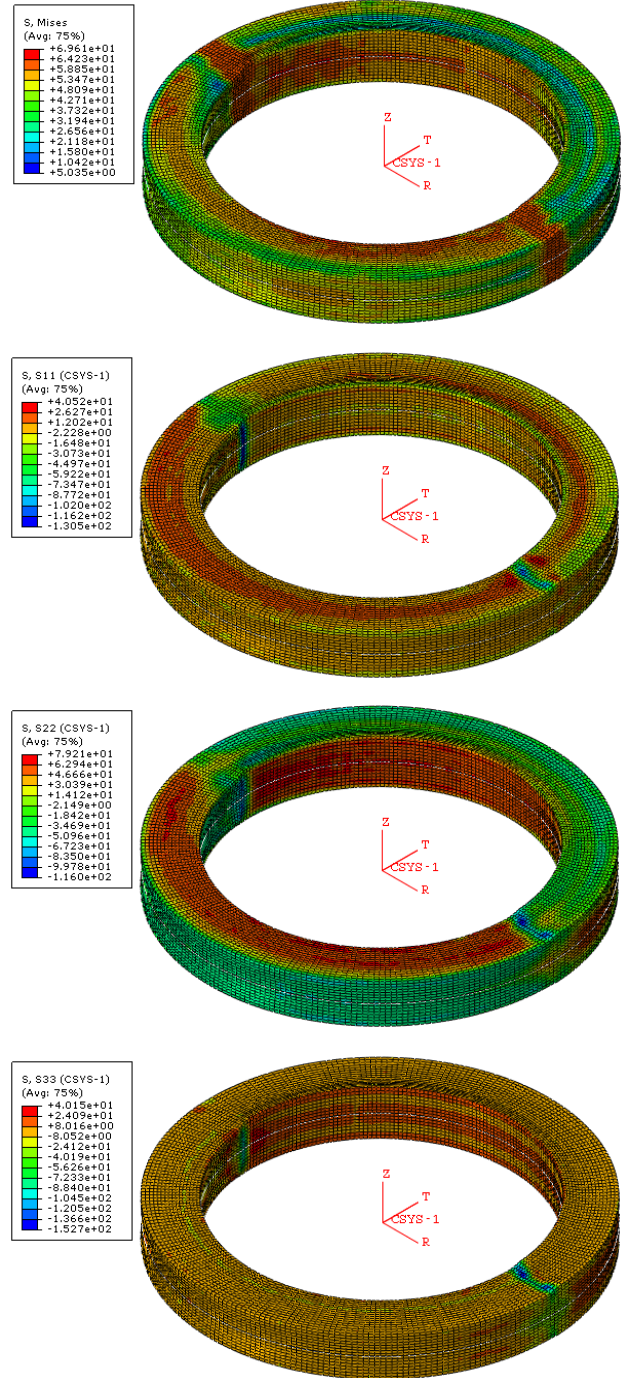 S, Mises
(Avg: 75%)
+6.961e+01
+6.423e+01
+5.885e+01
+5.347e+01
+4.809e+01
+4.271e+01
+3.732e+01
+3.194e+01
+2.656e+01
+2.118e+01
+1.580e+01
+1.042e+01
+5.035e+00
Z
T
CSYS-1
R
S, S11 (CSYS-1)
(Avg: 75%)
+4.052e+01
+2.627e+01
+1.202e+01
-2.228e+00
-1.648e+01
-3.073e+01
-4.497e+01
-5.922e+01
-7.347e+01
-8.772e+01
-1.020e+02
-1.162e+02
-1.305e+02
Z
T
CSYS-1
R
S, S22 (CSYS-1)
(Avg: 75%)
+7.921e+01
+6.294e+01
+4.666e+01
+3.039e+01
+1.412e+01
-2.149e+00
-1.842e+01
-3.469e+01
-5.096e+01
-6.723e+01
-8.350e+01
-9.978e+01
-1.160e+02
Z
T
CSYS-1
R
S, S33 (CSYS-1)
(Avg: 75%)
+4.015e+01
+2.409e+01
+8.016e+00
-8.052e+00
-2.412e+01
-4.019e+01
-5.626e+01
-7.233e+01
-8.840e+01
-1.045e+02
-1.205e+02
-1.366e+02
-1.527e+02
Z
T
CSYS-1
R